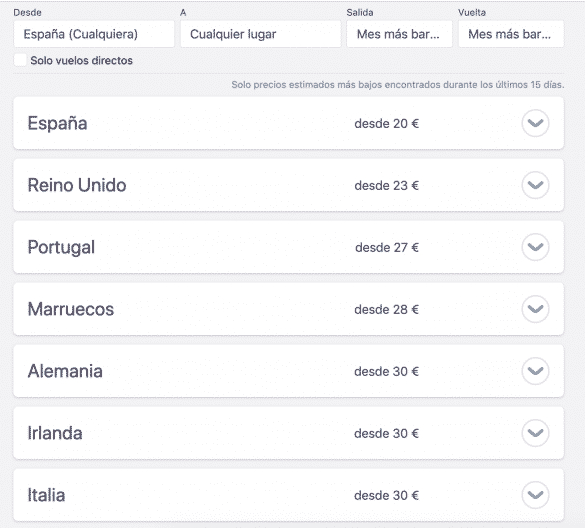 Desde A Salida Vuelta
España (Cualquiera) Cualquier lugar Mes más bar... Mes más bar...
Solo vuelos directos
Solo precios estimados más bajos encontrados durante los últimos 15 días.
España desde 20 €
Reino Unido desde 23 €
Portugal desde 27 €
Marruecos desde 28 €
Alemania desde 30 €
Irlanda desde 30 €
Italia desde 30 €